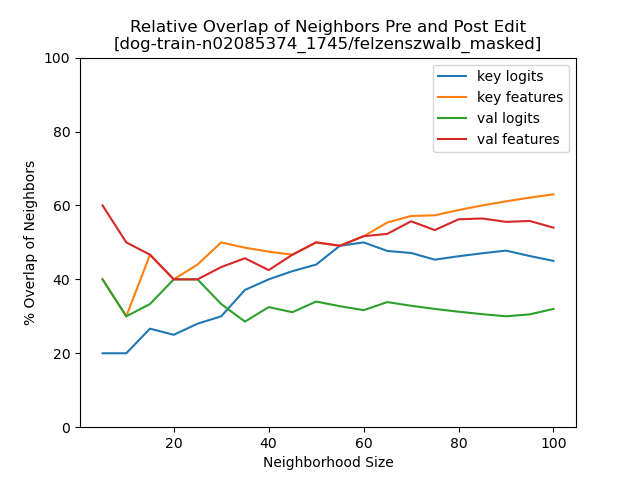 Relative Overlap of Neighbors Pre and Post Edit
[dog-train-n02085374_1745/felzenszwalb_masked]
key logits
key features
val logits
val features
% Overlap of Neighbors
100
80
60
40
20
0
20 40 60 80 100
Neighborhood Size